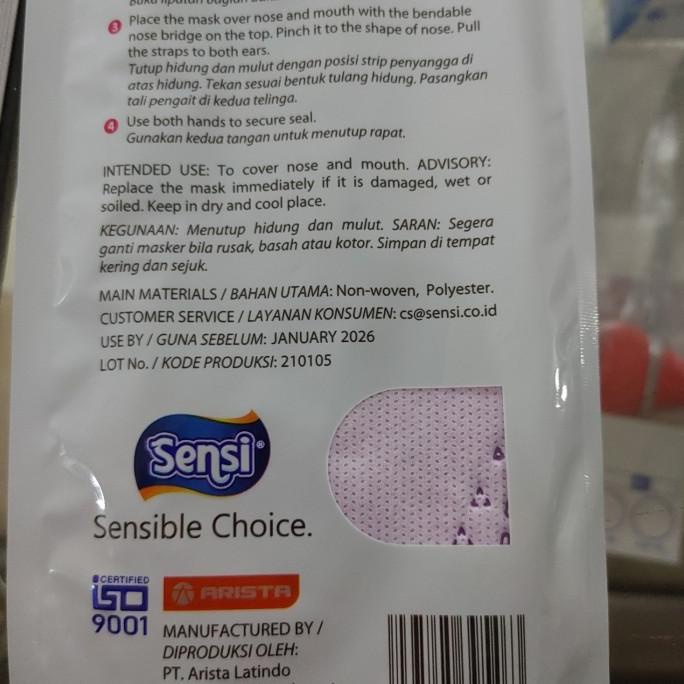 3 Place the mask over nose and mouth with the bendable
nose bridge on the top. Pinch it to the shape of nose. Pull
the straps to both ears.
Tutup hidung dan mulut dengan posisi strip penyangga di
atas hidung. Tekan sesuai bentuk tulang hidung. Pasangkan
tali pengait di kedua telinga.
4 Use both hands to secure seal.
Gunakan kedua tangan untuk menutup rapat.
INTENDED USE: To cover nose and mouth. ADVISORY:
Replace the mask immediately if it is damaged, wet or
soiled. Keep in dry and cool place.
KEGUNAAN: Menutup hidung dan mulut. SARAN: Segera
ganti masker bila rusak, basah atau kotor. Simpan di tempat
kering dan sejuk.
MAIN MATERIALS / BAHAN UTAMA: Non-woven, Polyester.
CUSTOMER SERVICE / LAYANAN KONSUMEN: cs@sensi.co.id
USE BY / GUNA SEBELUM: JANUARY 2026
LOT No. / KODE PRODUKSI: 210105
Sensi®
Sensible Choice.
CERTIFIED
ISO
9001
ARISTA
MANUFACTURED BY /
DIPRODUKSI OLEH:
PT. Arista Latindo